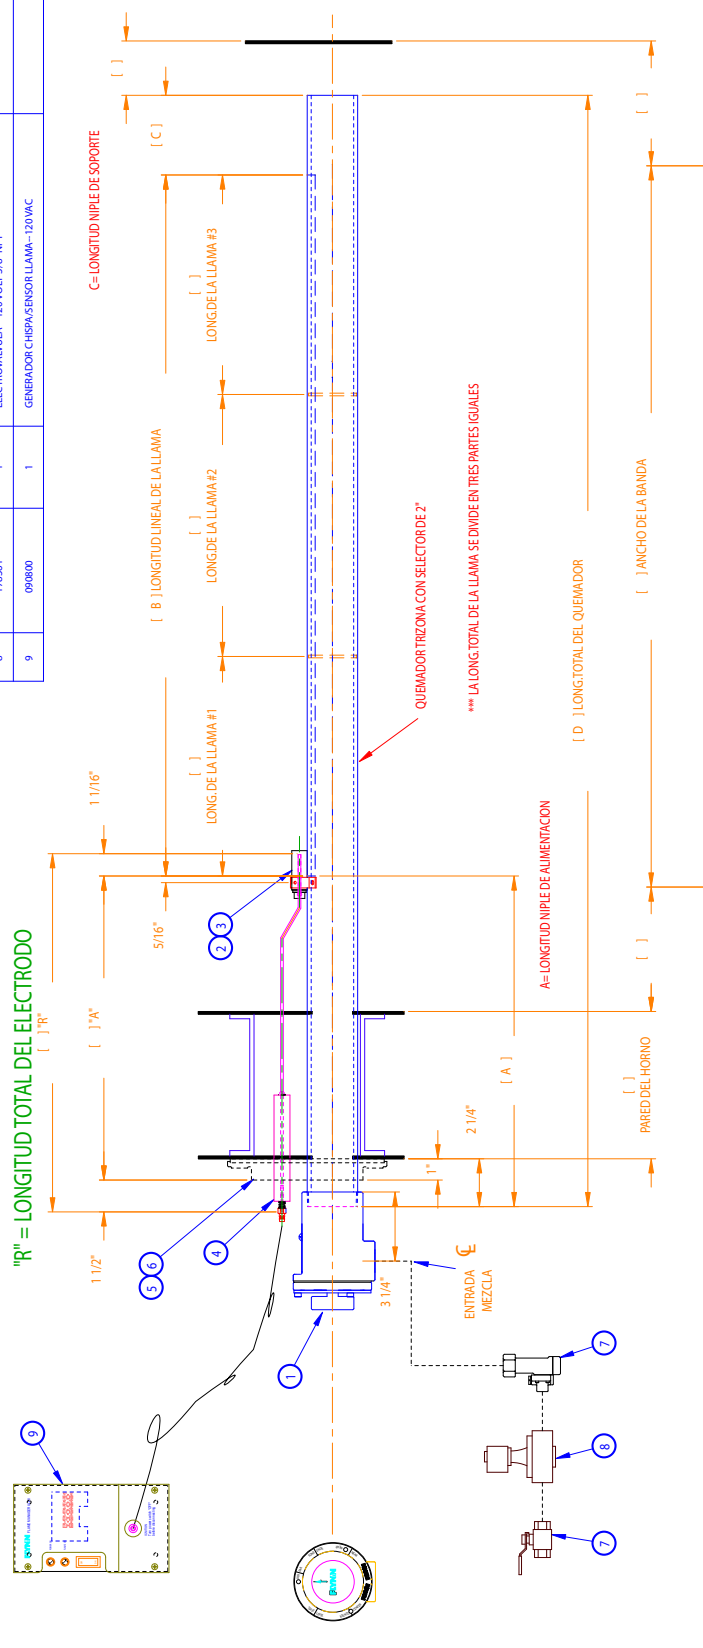 9 090800 1 GENERADOR CHISPA/SENSOR LLAMA-120 VAC
"R" = LONGITUD TOTAL DEL ELECTRODO
[ ] "R"
[ ] "A"
1 1/2"
1 1/16"
5/16"
[ ]
[ C ]
C= LONGITUD NIPLE DE SOPORTE
[ B ] LONGITUD LINEAL DE LA LLAMA
[ ]
LONG. DE LA LLAMA #1
[ ]
LONG.DE LA LLAMA #2
[ ]
LONG.DE LA LLAMA #3
QUEMADOR TRIZONA CON SELECTOR DE 2"
*** LA LONG.TOTAL DE LA LLAMA SE DIVIDE EN TRES PARTES IGUALES
A= LONGITUD NIPLE DE ALIMENTACION
[ A ]
[ D ] LONG.TOTAL DEL QUEMADOR
[ ] ANCHO DE LA BANDA
[ ]
[ ]
[ ]
PARED DEL HORNO
2 1/4"
1"
3 1/4"
ENTRADA
MEZCLA
CL
1
2
3
4
5
6
7
8
7
9